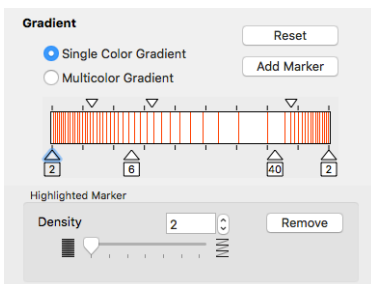 Gradient
Reset
Single Color Gradient
Add Marker
Multicolor Gradient
2 6 40 2
Highlighted Marker
Density 2 Remove